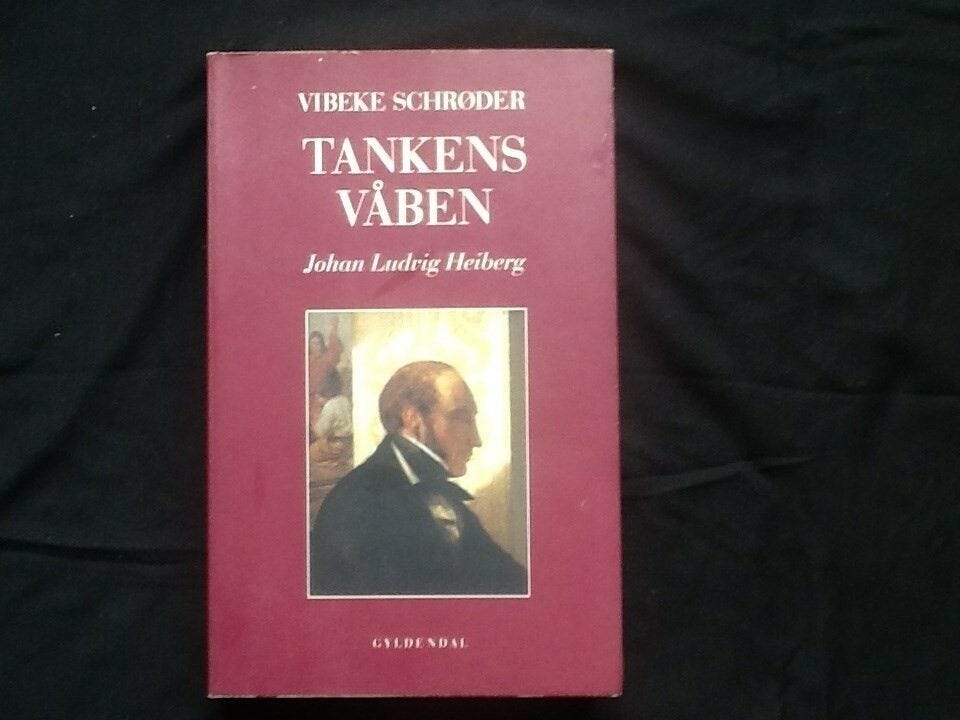 VIBEKE SCHRØDER
TANKENS
VÅBEN
Johan Ludvig Heiberg
GYLDENDAL